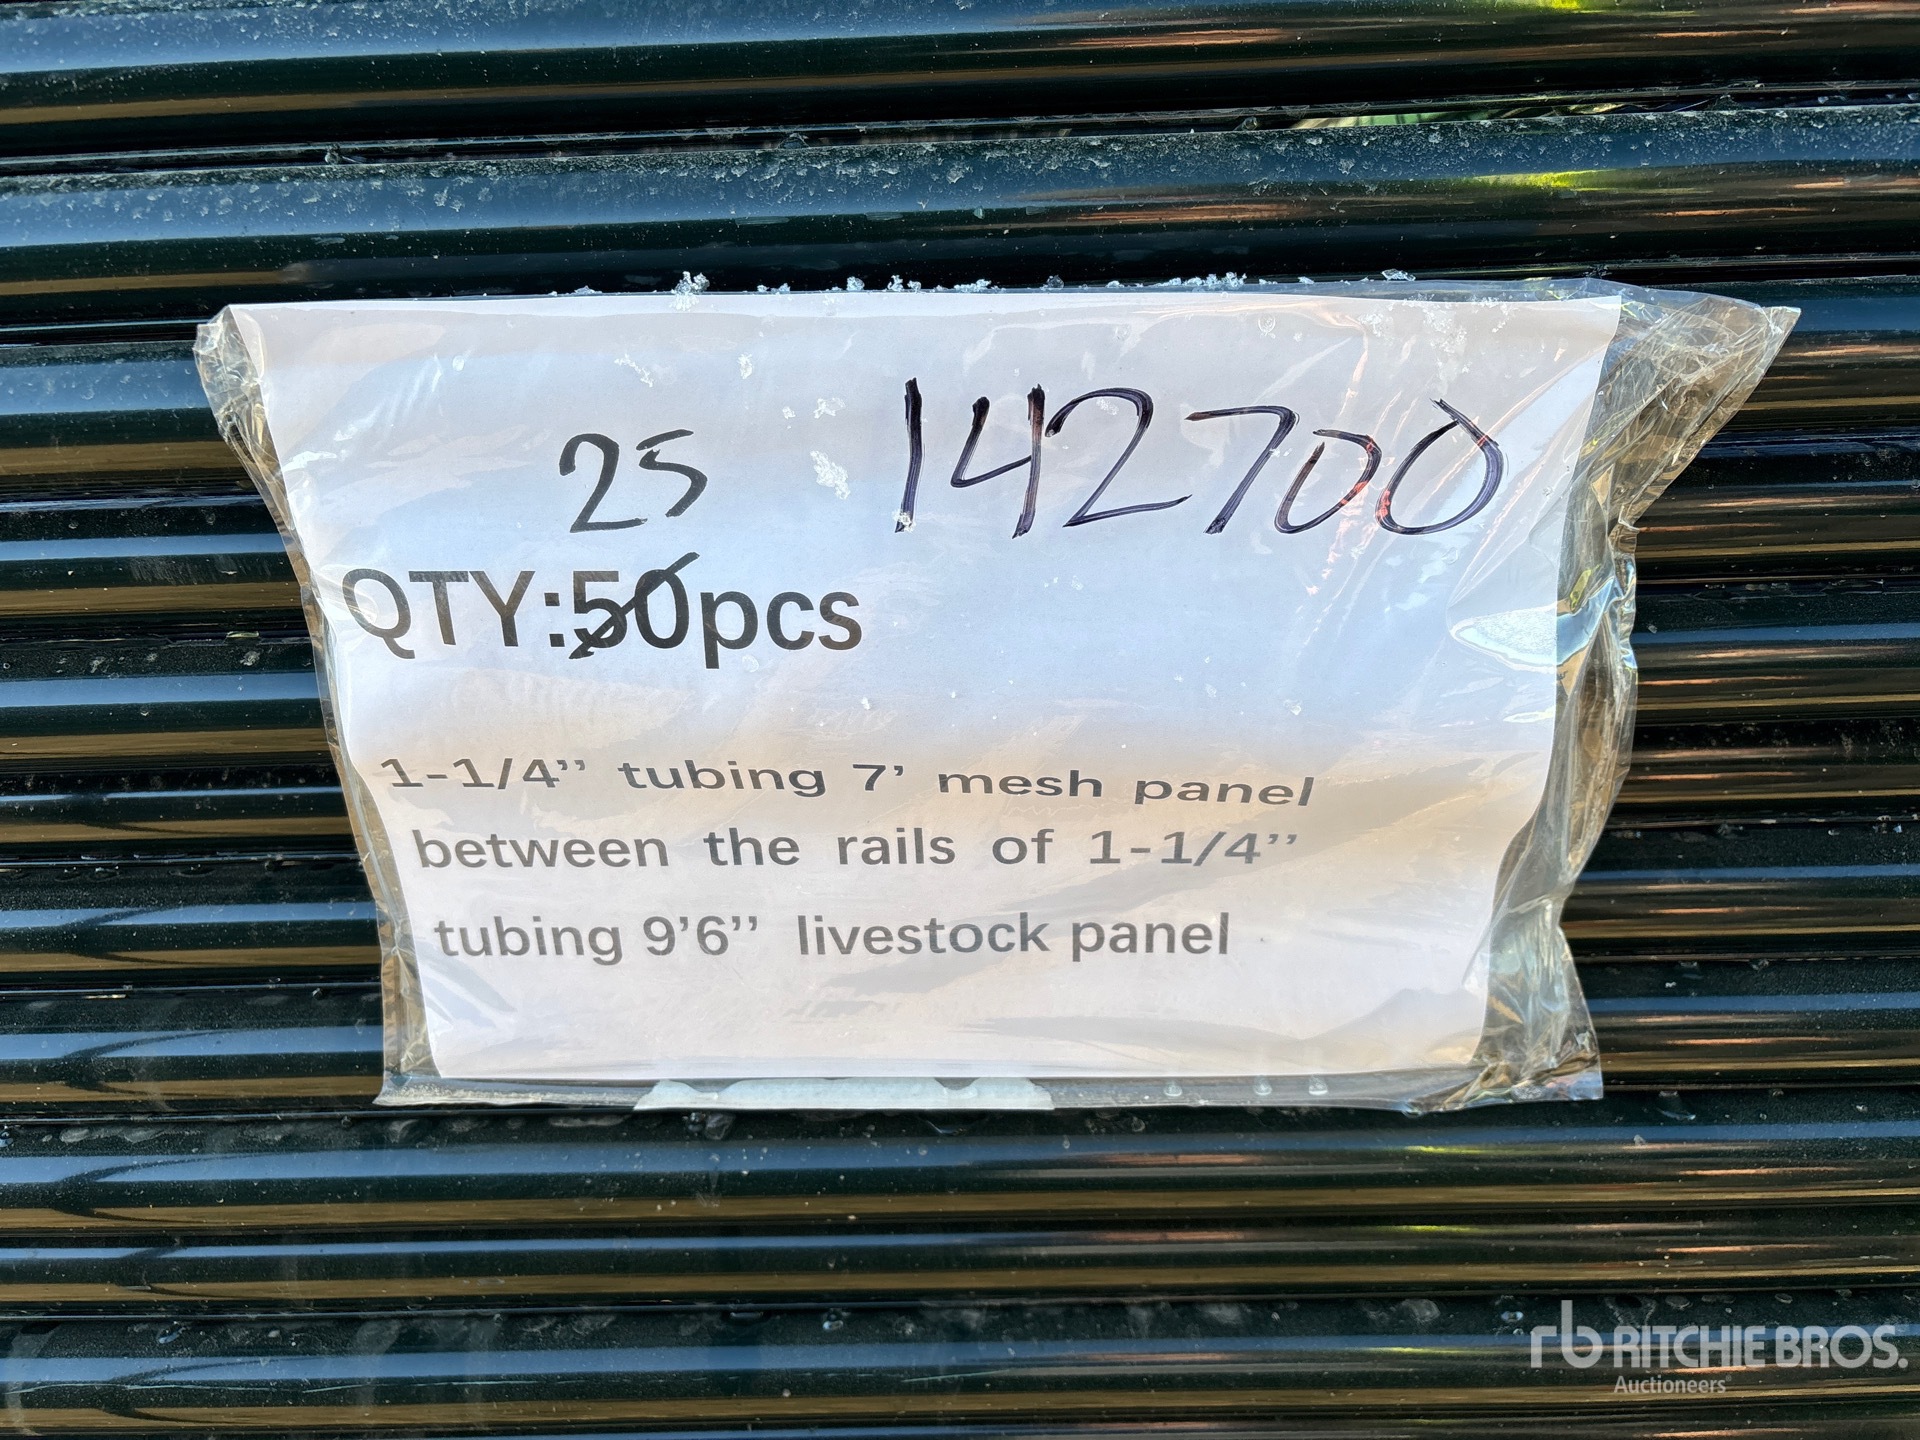 25 142700
QTY:50pcs
1-1/4” tubing 7’ mesh panel
between the rails of 1-1/4”
tubing 9’6” livestock panel
rb RITCHIE BROS.
Auctioneers